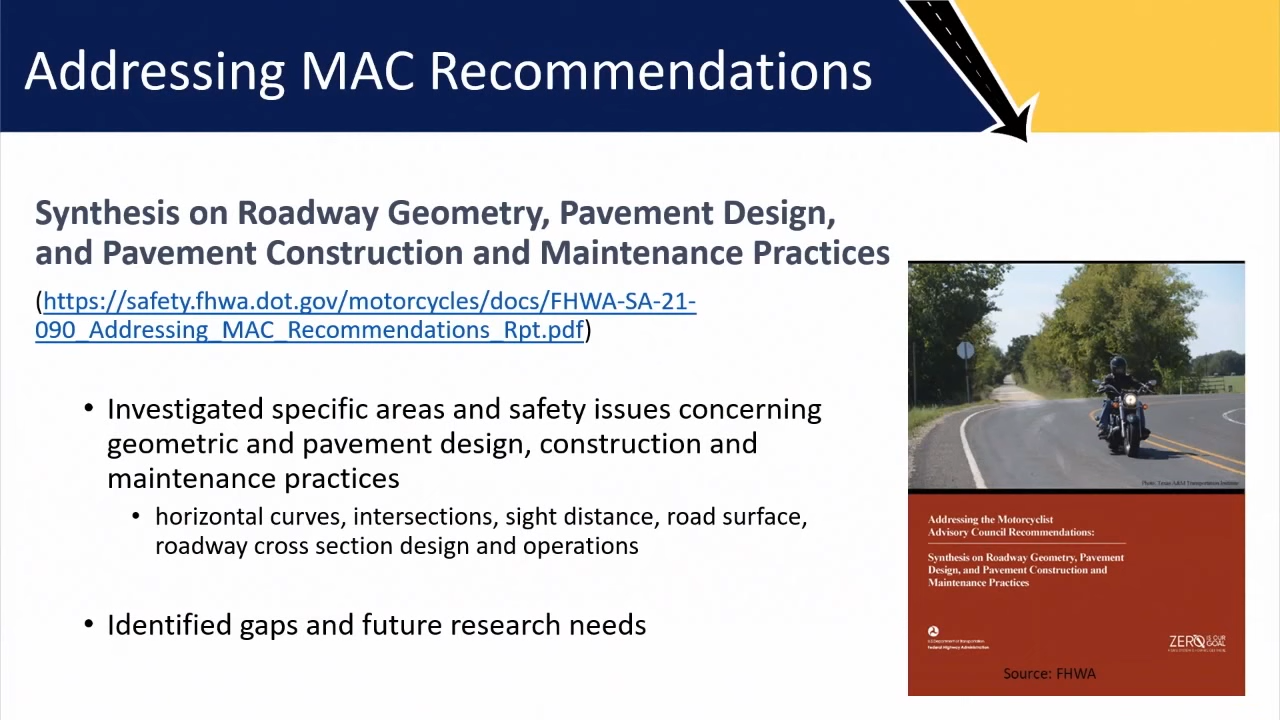 Addressing MAC Recommendations
Synthesis on Roadway Geometry, Pavement Design,
and Pavement Construction and Maintenance Practices
(https://safety.fhwa.dot.gov/motorcycles/docs/FHWA-SA-21-
090_Addressing_MAC_Recommendations_Rpt.pdf)
• Investigated specific areas and safety issues concerning
geometric and pavement design, construction and
maintenance practices
• horizontal curves, intersections, sight distance, road surface,
roadway cross section design and operations
• Identified gaps and future research needs
Photo: Texas A&M Transportation Institute
Addressing the Motorcyclist
Advisory Council Recommendations:
Synthesis on Roadway Geometry, Pavement
Design, and Pavement Construction and
Maintenance Practices
U.S. Department of Transportation
Federal Highway Administration
ZERO IS OUR
GOAL
Source: FHWA